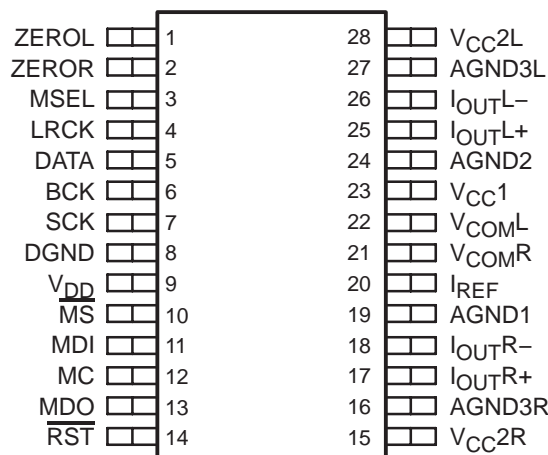 ZEROL 1 28 VCC2L
ZEROR 2 27 AGND3L
MSEL 3 26 IOUTL−
LRCK 4 25 IOUTL+
DATA 5 24 AGND2
BCK 6 23 VCC1
SCK 7 22 VCOML
DGND 8 21 VCOMR
VDD 9 20 IREF
M̅S̅ 10 19 AGND1
MDI 11 18 IOUTR−
MC 12 17 IOUTR+
MDO 13 16 AGND3R
R̅S̅T̅ 14 15 VCC2R